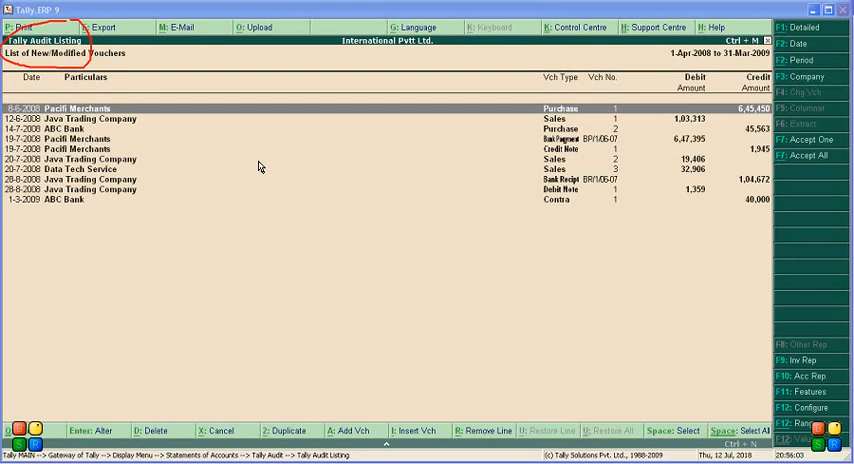 Tally.ERP 9
P: Print E: Export M: E-Mail O: Upload G: Language K: Keyboard K: Control Centre H: Support Centre H: Help
Tally Audit Listing International Pvtt Ltd. Ctrl + M
List of New/Modified Vouchers 1-Apr-2008 to 31-Mar-2009
Date Particulars Vch Type Vch No. Debit Credit
Amount Amount
8-6-2008 Pacifi Merchants Purchase 1 6,45,450
12-6-2008 Java Trading Company Sales 1 1,03,313
14-7-2008 ABC Bank Purchase 2 45,563
19-7-2008 Pacifi Merchants Bank Payment BP/1/06-07 6,47,395
19-7-2008 Pacifi Merchants Credit Note 1 1,945
20-7-2008 Java Trading Company Sales 2 19,406
20-7-2008 Data Tech Service Sales 3 32,906
28-8-2008 Java Trading Company Bank Recipt BR/1/06-07 1,04,672
28-8-2008 Java Trading Company Debit Note 1 1,359
1-3-2009 ABC Bank Contra 1 40,000
F1: Detailed
F2: Date
F2: Period
F3: Company
F4: Chg Vch
F5: Columnar
F6: Extract
F7: Accept One
F7: Accept All
F8: Other Rep
F9: Inv Rep
F10: Acc Rep
F11: Features
F12: Configure
F12: Ran
F12: Valu
Enter: Alter D: Delete X: Cancel 2: Duplicate A: Add Vch I: Insert Vch R: Remove Line U: Restore Line U: Restore All Space: Select Space: Select All
Ctrl + N
Tally MAIN --> Gateway of Tally --> Display Menu --> Statements of Accounts --> Tally Audit --> Tally Audit Listing (c) Tally Solutions Pvt. Ltd., 1988-2009 Thu, 12 Jul, 2018 20:56:03